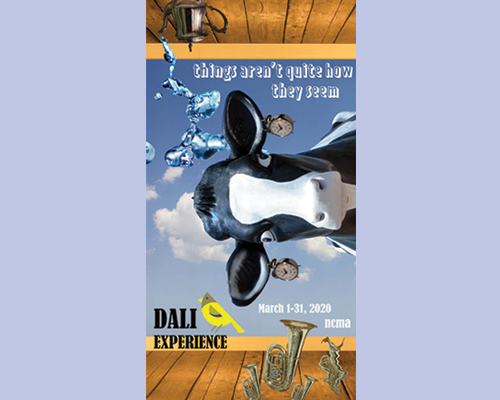 things aren't quite how
they seem
March 1-31, 2020
ncma
DALI
EXPERIENCE